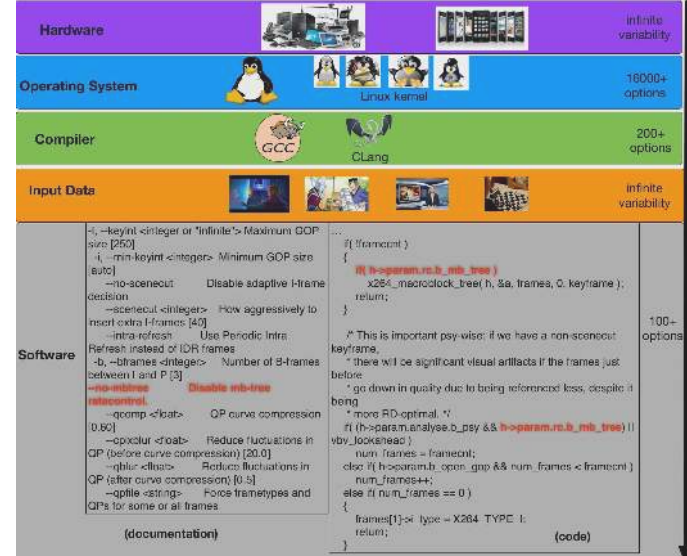 Hardware
infinite
variability
Operating System
Linux kernel
16000+
options
Compiler
GCC
CLang
200+
options
Input Data
infinite
variability
Software
-I, --keyint <integer or "infinite"> Maximum GOP
size [250]
-i, --min-keyint <integer> Minimum GOP size
[auto]
--no-scenecut Disable adaptive I-frame
decision
--scenecut <integer> How aggressively to
insert extra I-frames [40]
--intra-refresh Use Periodic Intra
Refresh instead of IDR frames
-b, --bframes <integer> Number of B-frames
between I and P [3]
--no-mbtree Disable mb-tree
ratecontrol.
--qcomp <float> QP curve compression
[0.60]
--cplxblur <float> Reduce fluctuations in
QP (before curve compression) [20.0]
--qblur <float> Reduce fluctuations in
QP (after curve compression) [0.5]
--qpfile <string> Force frametypes and
QPs for some or all frames
(documentation)
...
if( !framecnt )
{
if( h->param.rc.b_mb_tree )
x264_macroblock_tree( h, &a, frames, 0, keyframe );
return;
}
/* This is important psy-wise: if we have a non-scenecut
keyframe,
* there will be significant visual artifacts if the frames just
before
* go down in quality due to being referenced less, despite it
being
* more RD-optimal. */
if( (h->param.analyse.b_psy && h->param.rc.b_mb_tree) ||
vbv_lookahead )
num_frames = framecnt;
else if( h->param.b_open_gop && num_frames < framecnt )
num_frames++;
else if( num_frames == 0 )
{
frames[1]->i_type = X264_TYPE_I;
return;
}
(code)
100+
options